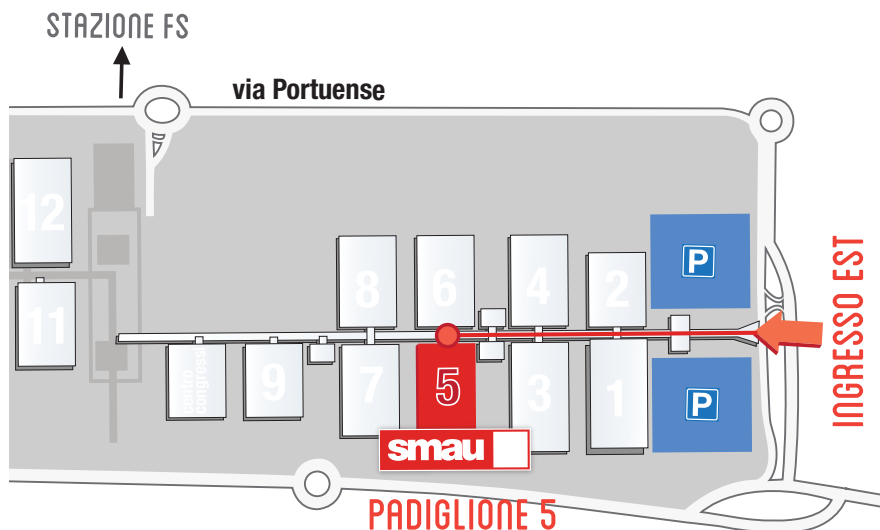 STAZIONE FS
via Portuense
12
11
8
6
4
2
P
centro
congressi
9
7
5
3
1
P
INGRESSO EST
smau
PADIGLIONE 5